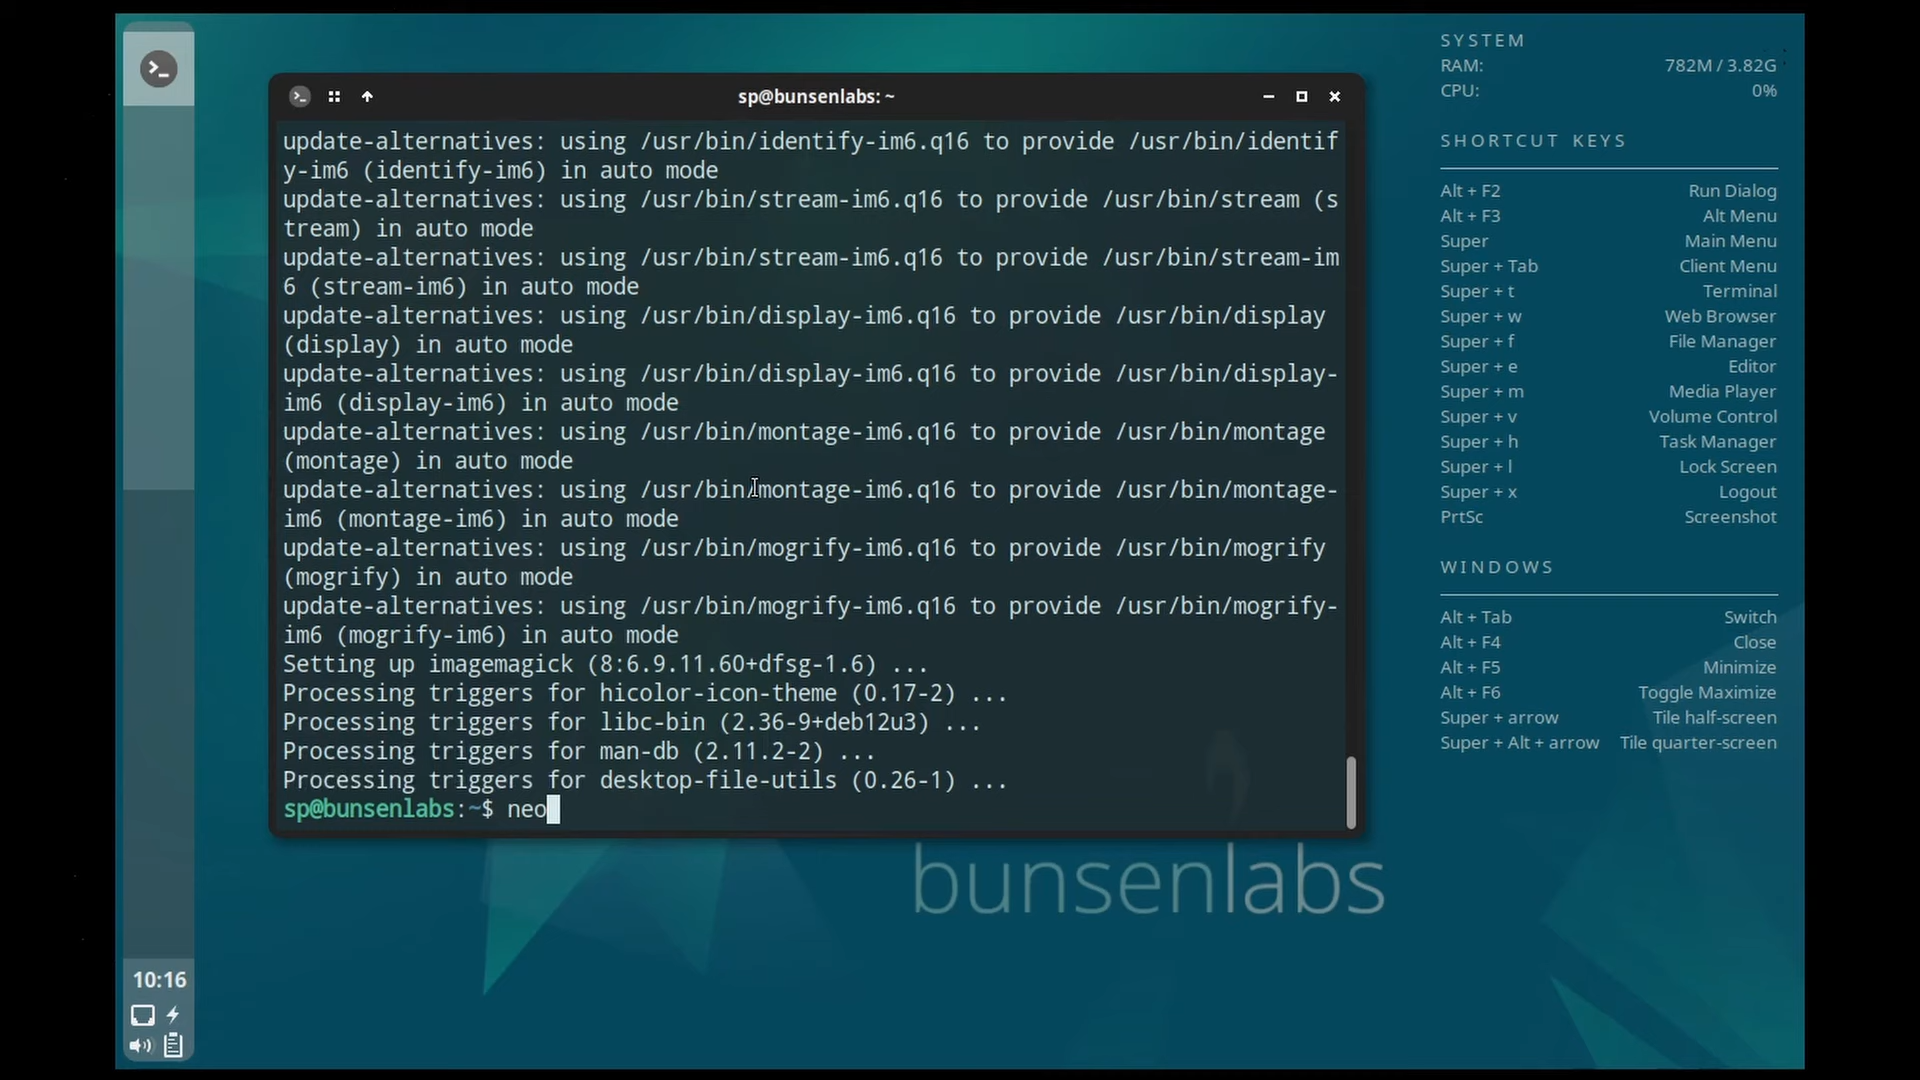 sp@bunsenlabs: ~
update-alternatives: using /usr/bin/identify-im6.q16 to provide /usr/bin/identif
y-im6 (identify-im6) in auto mode
update-alternatives: using /usr/bin/stream-im6.q16 to provide /usr/bin/stream (s
tream) in auto mode
update-alternatives: using /usr/bin/stream-im6.q16 to provide /usr/bin/stream-im
6 (stream-im6) in auto mode
update-alternatives: using /usr/bin/display-im6.q16 to provide /usr/bin/display
(display) in auto mode
update-alternatives: using /usr/bin/display-im6.q16 to provide /usr/bin/display-
im6 (display-im6) in auto mode
update-alternatives: using /usr/bin/montage-im6.q16 to provide /usr/bin/montage
(montage) in auto mode
update-alternatives: using /usr/bin/montage-im6.q16 to provide /usr/bin/montage-
im6 (montage-im6) in auto mode
update-alternatives: using /usr/bin/mogrify-im6.q16 to provide /usr/bin/mogrify
(mogrify) in auto mode
update-alternatives: using /usr/bin/mogrify-im6.q16 to provide /usr/bin/mogrify-
im6 (mogrify-im6) in auto mode
Setting up imagemagick (8:6.9.11.60+dfsg-1.6) ...
Processing triggers for hicolor-icon-theme (0.17-2) ...
Processing triggers for libc-bin (2.36-9+deb12u3) ...
Processing triggers for man-db (2.11.2-2) ...
Processing triggers for desktop-file-utils (0.26-1) ...
sp@bunsenlabs:~$ neo
bunsenlabs
10:16
SYSTEM
RAM: 782M / 3.82G
CPU: 0%
SHORTCUT KEYS
Alt + F2 Run Dialog
Alt + F3 Alt Menu
Super Main Menu
Super + Tab Client Menu
Super + t Terminal
Super + w Web Browser
Super + f File Manager
Super + e Editor
Super + m Media Player
Super + v Volume Control
Super + h Task Manager
Super + l Lock Screen
Super + x Logout
PrtSc Screenshot
WINDOWS
Alt + Tab Switch
Alt + F4 Close
Alt + F5 Minimize
Alt + F6 Toggle Maximize
Super + arrow Tile half-screen
Super + Alt + arrow Tile quarter-screen